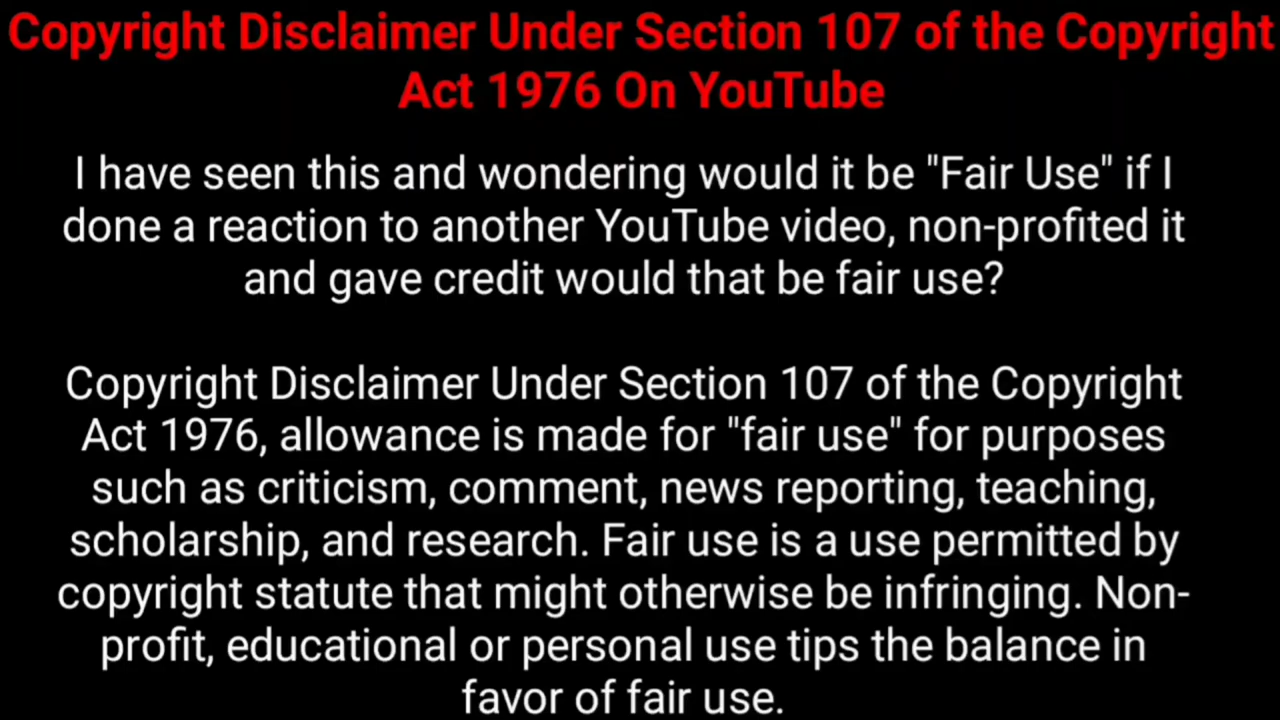 Copyright Disclaimer Under Section 107 of the Copyright
Act 1976 On YouTube
I have seen this and wondering would it be "Fair Use" if I
done a reaction to another YouTube video, non-profited it
and gave credit would that be fair use?
Copyright Disclaimer Under Section 107 of the Copyright
Act 1976, allowance is made for "fair use" for purposes
such as criticism, comment, news reporting, teaching,
scholarship, and research. Fair use is a use permitted by
copyright statute that might otherwise be infringing. Non-
profit, educational or personal use tips the balance in
favor of fair use.